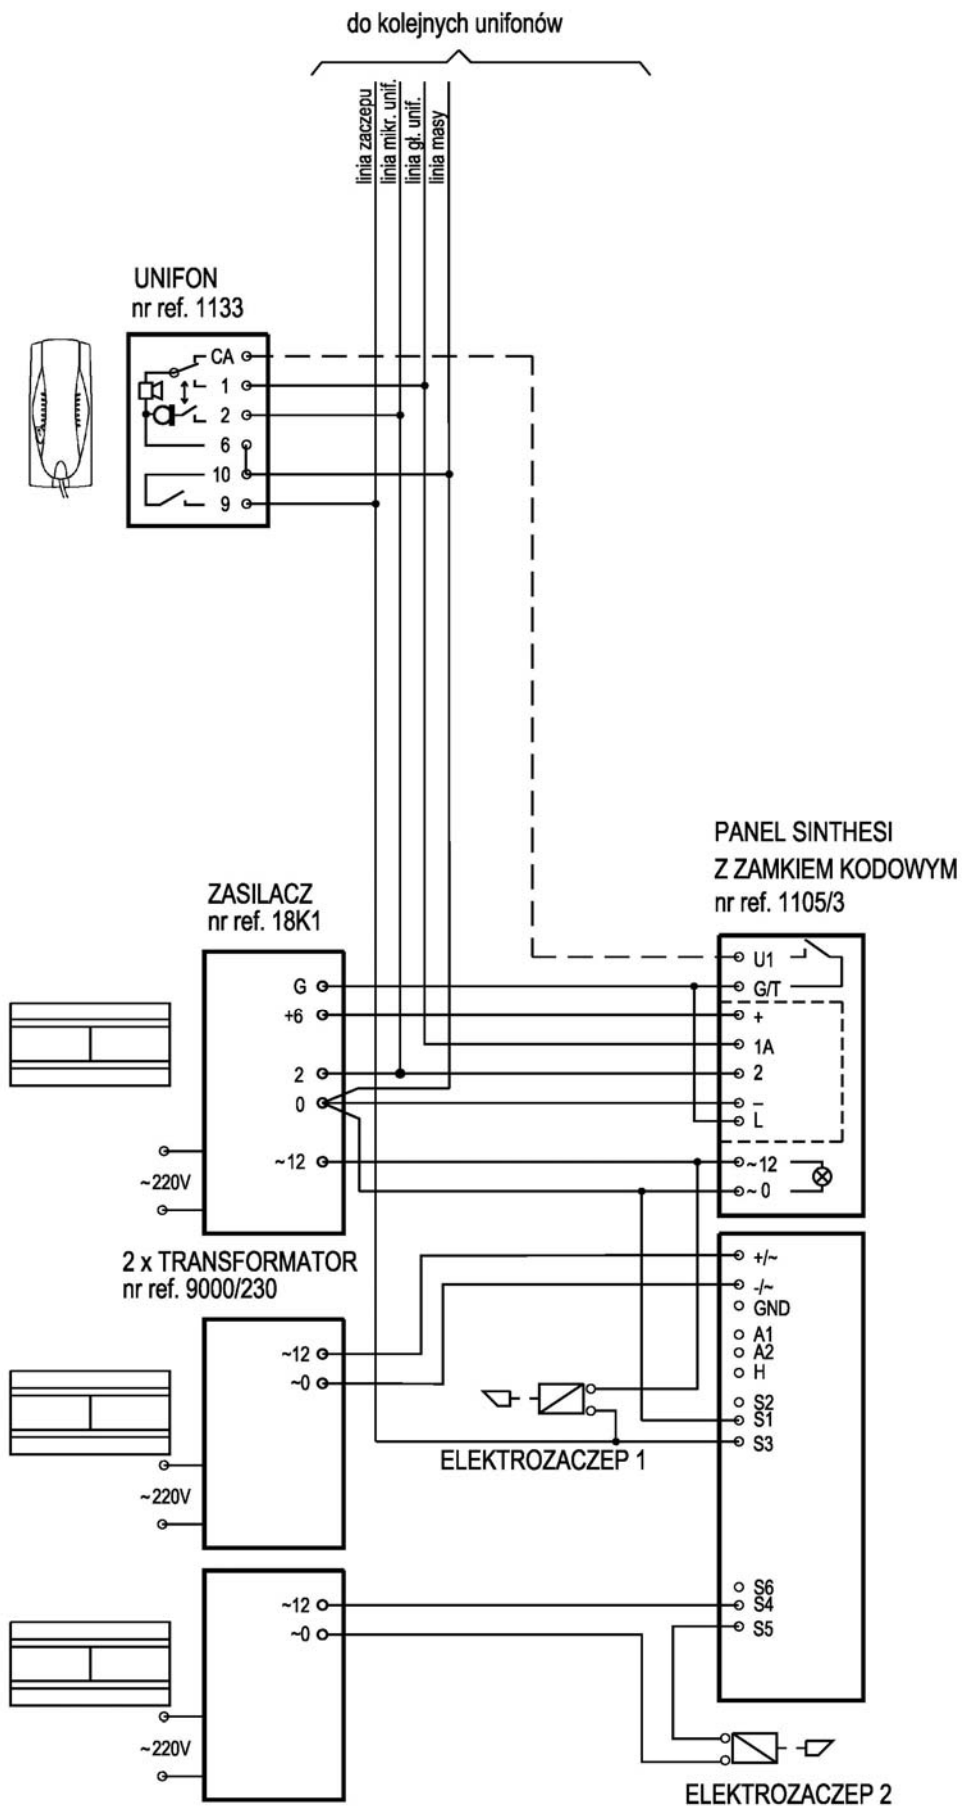 do kolejnych unifonów
linia zaczepu
linia mikr. unif.
linia gł. unif.
linia masy
UNIFON
nr ref. 1133
CA
1
2
6
10
9
PANEL SINTHESI
Z ZAMKIEM KODOWYM
nr ref. 1105/3
ZASILACZ
nr ref. 18K1
G
+6
2
0
~12
~220V
U1
G/T
+
1A
2
–
L
~12
~0
2 x TRANSFORMATOR
nr ref. 9000/230
~12
~0
~220V
+/~
-/~
GND
A1
A2
H
S2
S1
S3
ELEKTROZACZEP 1
S6
S4
S5
~12
~0
~220V
ELEKTROZACZEP 2